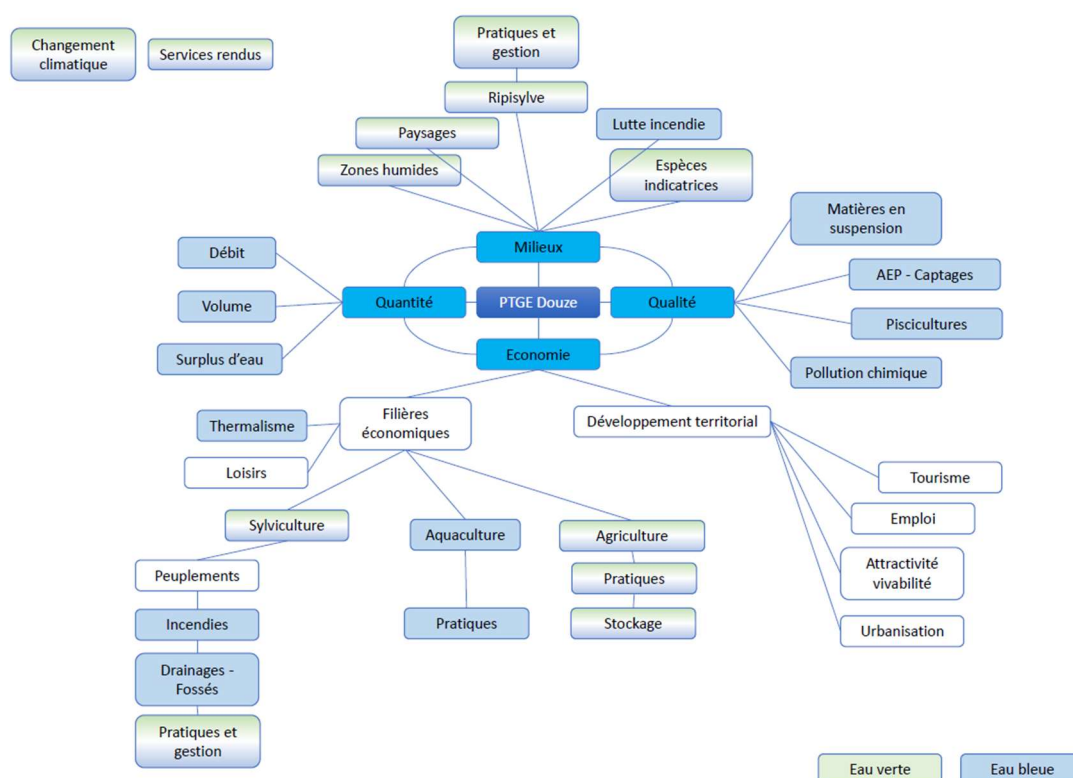 Changement
climatique
Services rendus
Pratiques et
gestion
Ripisylve
Paysages
Lutte incendie
Zones humides
Espèces
indicatrices
Matières en
suspension
Milieux
Débit
AEP - Captages
Volume
Quantité
PTGE Douze
Qualité
Piscicultures
Surplus d'eau
Economie
Pollution chimique
Thermalisme
Filières
économiques
Développement territorial
Loisirs
Tourisme
Sylviculture
Aquaculture
Agriculture
Emploi
Peuplements
Pratiques
Attractivité
vivabilité
Incendies
Pratiques
Stockage
Urbanisation
Drainages -
Fossés
Pratiques et
gestion
Eau verte
Eau bleue